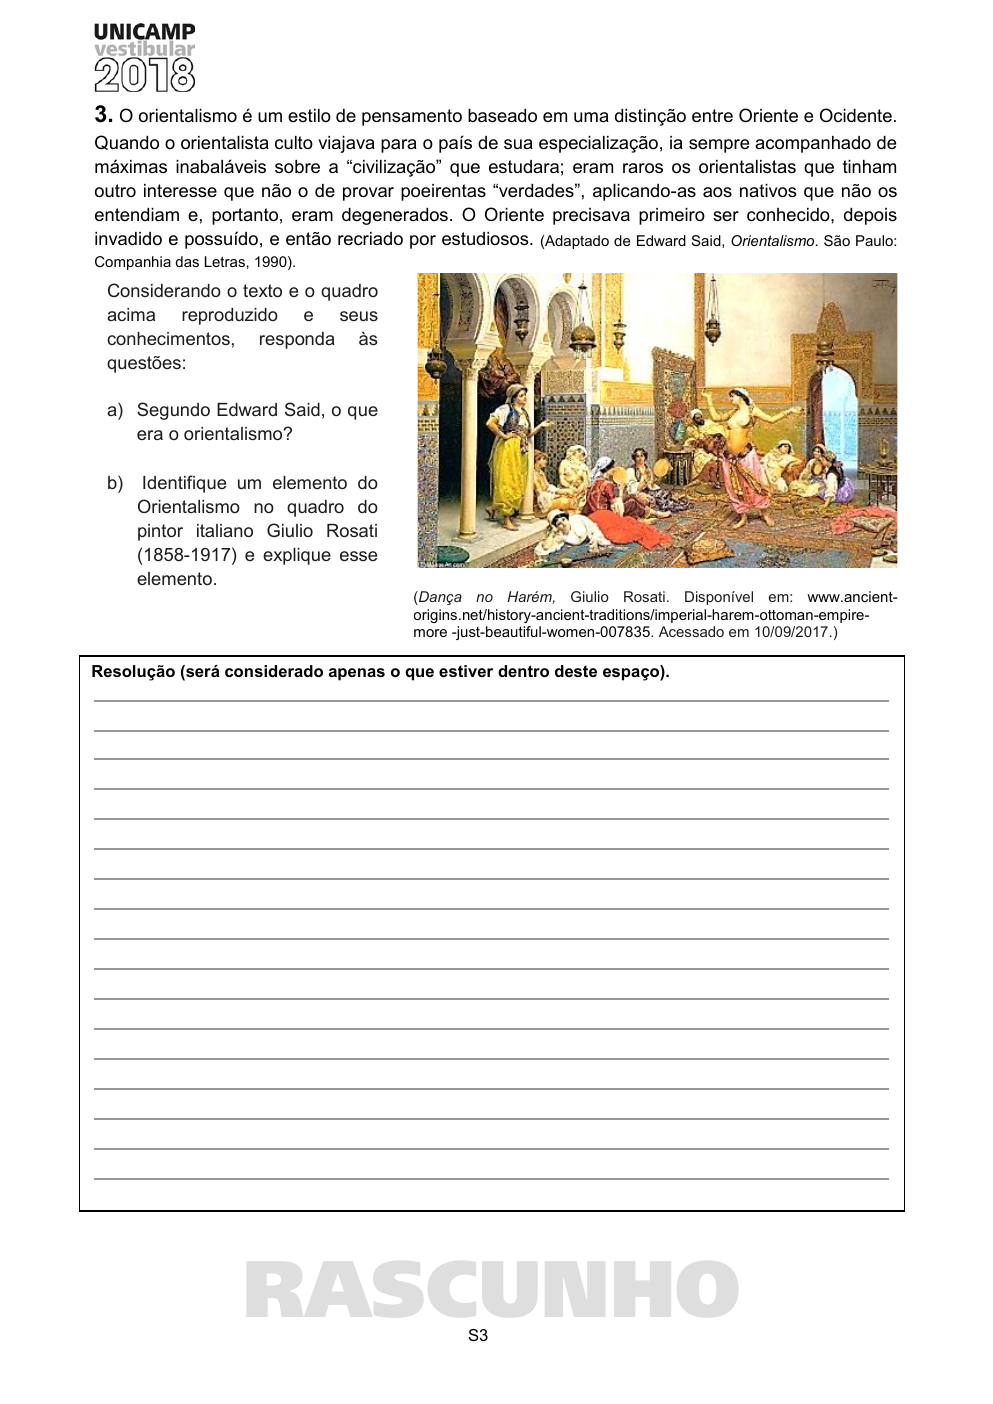 UNICAMP
vestibular
2018
3. O orientalismo é um estilo de pensamento baseado em uma distinção entre Oriente e Ocidente.
Quando o orientalista culto viajava para o país de sua especialização, ia sempre acompanhado de
máximas inabaláveis sobre a “civilização” que estudara; eram raros os orientalistas que tinham
outro interesse que não o de provar poeirentas “verdades”, aplicando-as aos nativos que não os
entendiam e, portanto, eram degenerados. O Oriente precisava primeiro ser conhecido, depois
invadido e possuído, e então recriado por estudiosos. (Adaptado de Edward Said, Orientalismo. São Paulo:
Companhia das Letras, 1990).
Considerando o texto e o quadro
acima reproduzido e seus
conhecimentos, responda às
questões:
a) Segundo Edward Said, o que
era o orientalismo?
b) Identifique um elemento do
Orientalismo no quadro do
pintor italiano Giulio Rosati
(1858-1917) e explique esse
elemento.
(Dança no Harém, Giulio Rosati. Disponível em: www.ancient-
origins.net/history-ancient-traditions/imperial-harem-ottoman-empire-
more -just-beautiful-women-007835. Acessado em 10/09/2017.)
Resolução (será considerado apenas o que estiver dentro deste espaço).
RASCUNHO
S3